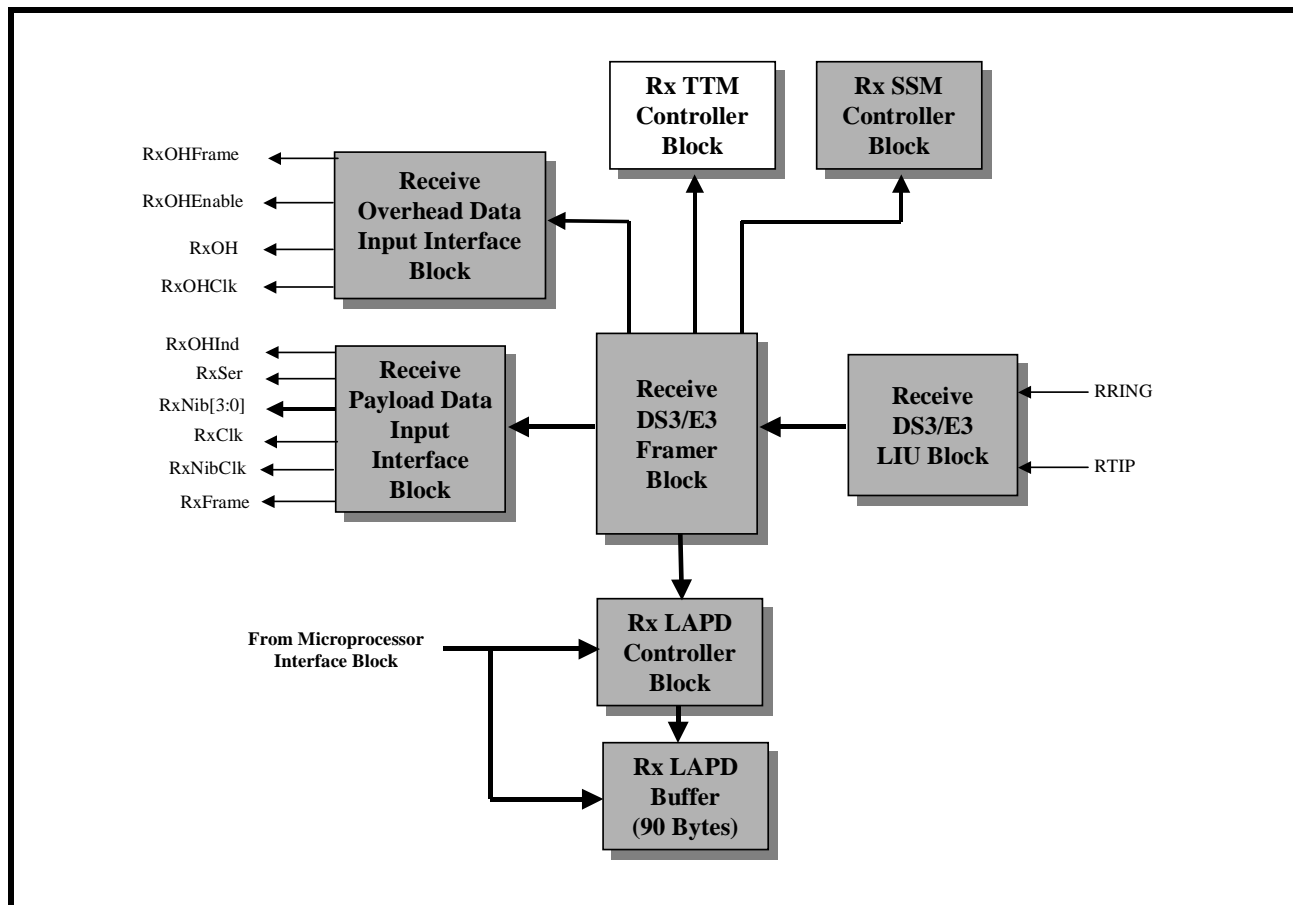 Rx TTM
Controller
Block
Rx SSM
Controller
Block
RxOHFrame
RxOHEnable
RxOH
RxOHClk
Receive
Overhead Data
Input Interface
Block
RxOHInd
RxSer
RxNib[3:0]
RxClk
RxNibClk
RxFrame
Receive
Payload Data
Input
Interface
Block
Receive
DS3/E3
Framer
Block
Receive
DS3/E3
LIU Block
RRING
RTIP
From Microprocessor
Interface Block
Rx LAPD
Controller
Block
Rx LAPD
Buffer
(90 Bytes)